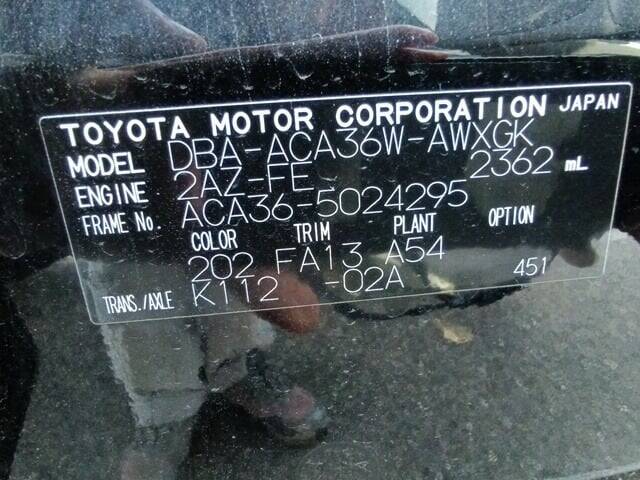 TOYOTA MOTOR CORPORATION JAPAN
MODEL DBA-ACA36W-AWXGK
ENGINE 2AZ-FE 2362 mL
FRAME No. ACA36-5024295
COLOR TRIM PLANT OPTION
202 FA13 A54
TRANS./AXLE K112 -02A 451